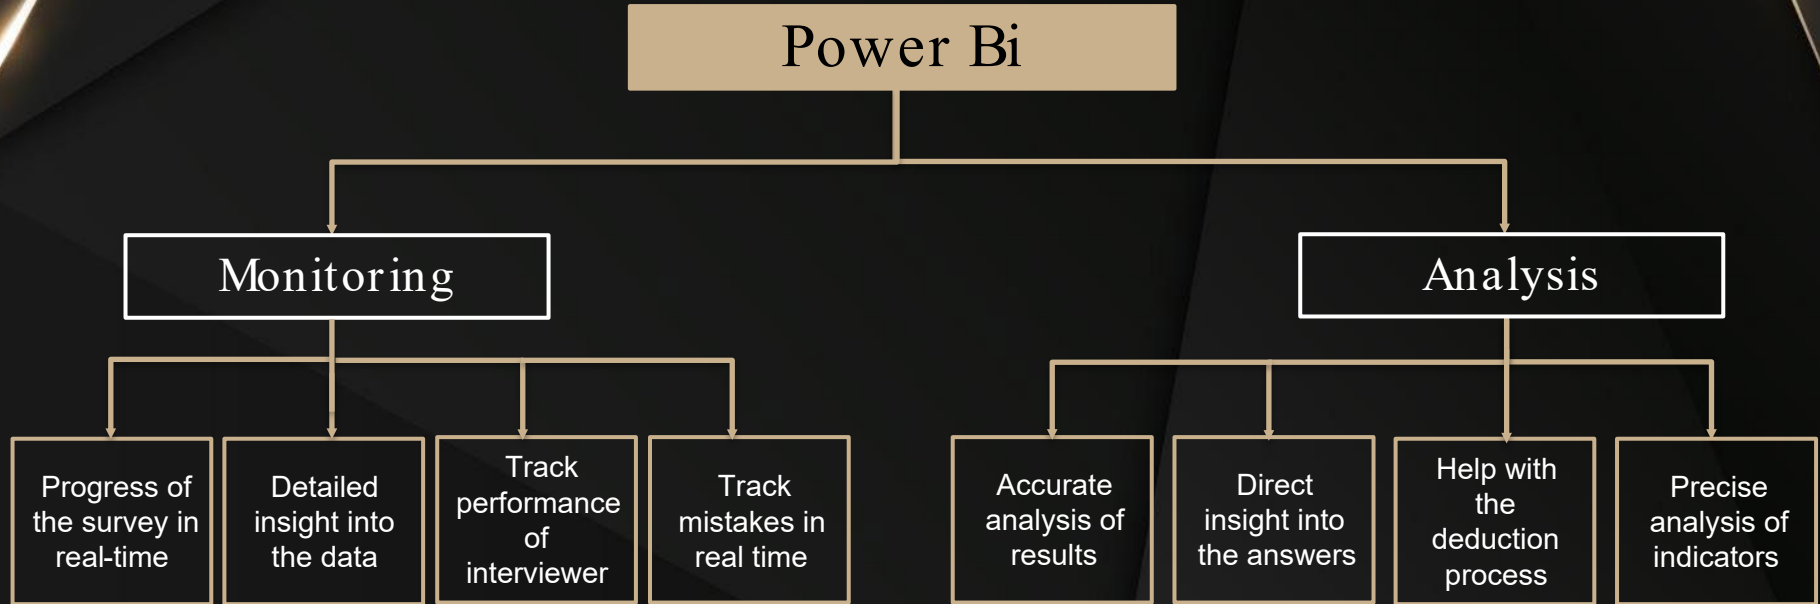 Power Bi
Monitoring
Analysis
Progress of
the survey in
real-time
Detailed
insight into
the data
Track
performance
of
interviewer
Track
mistakes in
real time
Accurate
analysis of
results
Direct
insight into
the answers
Help with
the
deduction
process
Precise
analysis of
indicators